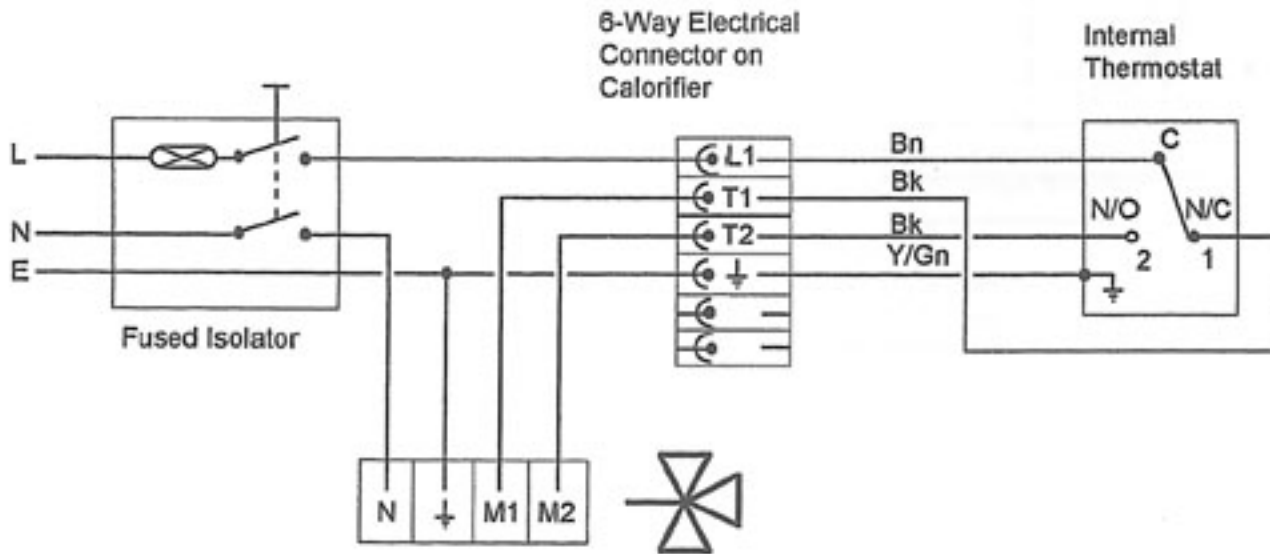 6-Way Electrical
Connector on
Calorifier
Internal
Thermostat
L
N
E
Fused Isolator
L1
T1
T2
Bn
Bk
Bk
Y/Gn
C
N/O
N/C
2
1
N
M1
M2